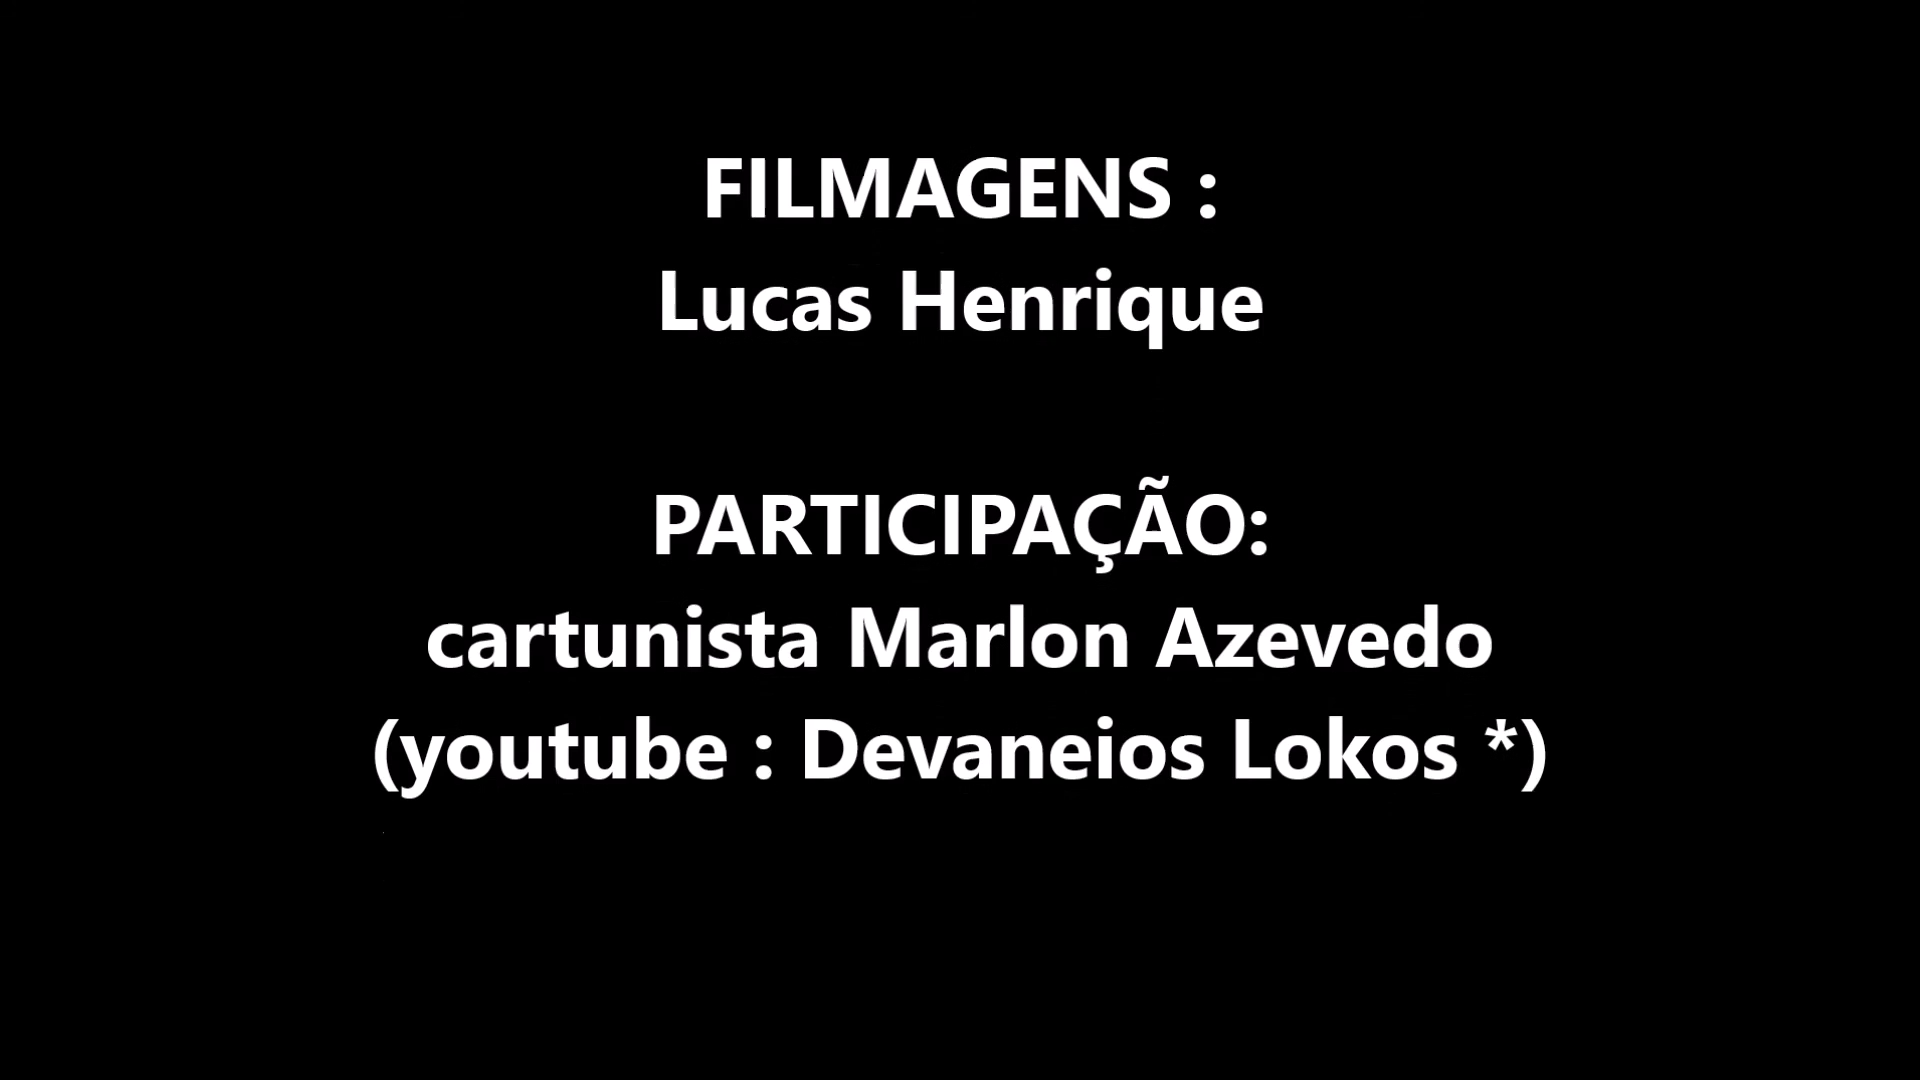 FILMAGENS :
Lucas Henrique
PARTICIPAÇÃO:
cartunista Marlon Azevedo
(youtube : Devaneios Lokos *)